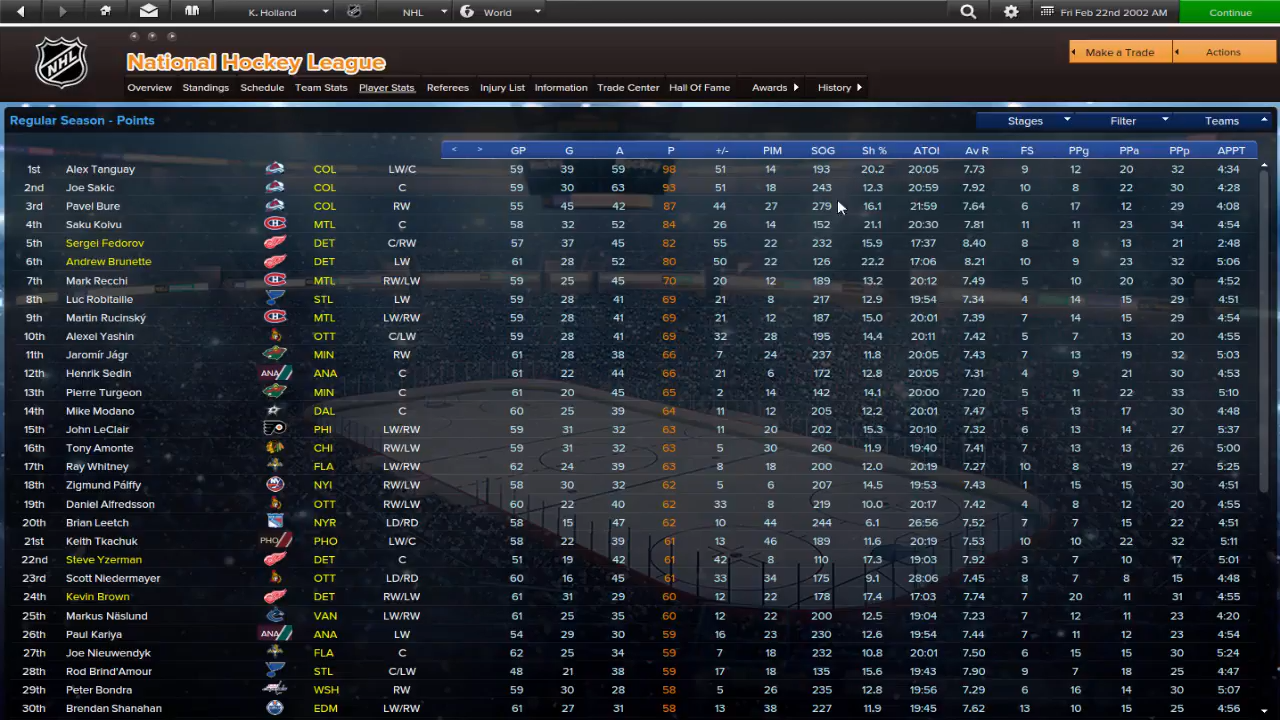 K. Holland NHL World Fri Feb 22nd 2002 AM Continue
National Hockey League
Make a Trade Actions
Overview Standings Schedule Team Stats Player Stats Referees Injury List Information Trade Center Hall Of Fame Awards History
Regular Season - Points Stages Filter Teams
< > GP G A P +/- PIM SOG Sh % ATOI Av R FS PPg PPa PPp APPT
1st Alex Tanguay COL LW/C 59 39 59 98 51 14 193 20.2 20:05 7.73 9 12 20 32 4:34
2nd Joe Sakic COL C 59 30 63 93 51 18 243 12.3 20:59 7.92 10 8 22 30 4:28
3rd Pavel Bure COL RW 55 45 42 87 44 27 279 16.1 21:59 7.64 6 17 12 29 4:08
4th Saku Koivu MTL C 58 32 52 84 26 14 152 21.1 20:30 7.81 11 11 23 34 4:54
5th Sergei Fedorov DET C/RW 57 37 45 82 55 22 232 15.9 17:37 8.40 8 8 13 21 2:48
6th Andrew Brunette DET LW 61 28 52 80 50 22 126 22.2 17:06 8.21 10 9 23 32 5:06
7th Mark Recchi MTL RW/LW 59 25 45 70 20 12 189 13.2 20:12 7.49 5 10 20 30 4:52
8th Luc Robitaille STL LW 59 28 41 69 21 8 217 12.9 19:54 7.34 4 14 15 29 4:51
9th Martin Rucinský MTL LW/RW 59 28 41 69 21 12 187 15.0 20:01 7.39 7 14 15 29 4:54
10th Alexei Yashin OTT C/LW 59 28 41 69 32 28 195 14.4 20:11 7.42 5 7 13 20 4:55
11th Jaromír Jágr MIN RW 61 28 38 66 7 24 237 11.8 20:05 7.43 7 13 19 32 5:03
12th Henrik Sedin ANA ANA C 61 22 44 66 21 6 172 12.8 20:05 7.31 4 9 21 30 4:53
13th Pierre Turgeon MIN C 61 20 45 65 2 14 142 14.1 20:00 7.20 5 11 22 33 5:10
14th Mike Modano DAL C 60 25 39 64 11 12 205 12.2 20:01 7.47 5 13 17 30 4:48
15th John LeClair PHI LW/RW 59 31 32 63 11 20 202 15.3 20:10 7.32 6 13 14 27 5:37
16th Tony Amonte CHI RW/LW 59 31 32 63 5 30 260 11.9 19:40 7.41 7 13 13 26 5:00
17th Ray Whitney FLA LW/RW 62 24 39 63 8 18 200 12.0 20:19 7.27 10 8 19 27 5:25
18th Zigmund Pálffy NYI RW/LW 58 30 32 62 5 6 207 14.5 19:53 7.43 1 15 15 30 4:51
19th Daniel Alfredsson OTT RW/LW 60 22 40 62 33 8 219 10.0 20:17 7.42 4 8 12 20 4:55
20th Brian Leetch NYR LD/RD 58 15 47 62 10 44 244 6.1 26:56 7.52 7 7 15 22 4:51
21st Keith Tkachuk PHO PHO LW/C 58 22 39 61 13 46 189 11.6 20:19 7.53 10 10 22 32 5:11
22nd Steve Yzerman DET C 51 19 42 61 42 8 110 17.3 19:03 7.92 3 7 10 17 5:01
23rd Scott Niedermayer OTT LD/RD 60 16 45 61 33 34 175 9.1 28:06 7.45 8 7 8 15 4:48
24th Kevin Brown DET RW/LW 61 31 29 60 12 22 178 17.4 17:03 7.74 7 20 11 31 4:55
25th Markus Näslund VAN LW/RW 61 25 35 60 12 22 200 12.5 19:04 7.23 7 12 11 23 4:20
26th Paul Kariya ANA ANA LW 54 29 30 59 16 23 230 12.6 19:54 7.44 7 11 12 23 4:54
27th Joe Nieuwendyk FLA C 62 25 34 59 7 18 232 10.8 20:01 7.50 6 15 15 30 5:24
28th Rod Brind'Amour STL C/LW 48 21 38 59 17 18 135 15.6 19:43 7.90 9 7 18 25 4:47
29th Peter Bondra WSH RW 59 30 28 58 5 26 235 12.8 19:56 7.29 6 16 14 30 5:07
30th Brendan Shanahan EDM LW/RW 61 27 31 58 13 38 227 11.9 19:45 7.62 13 10 15 25 4:56